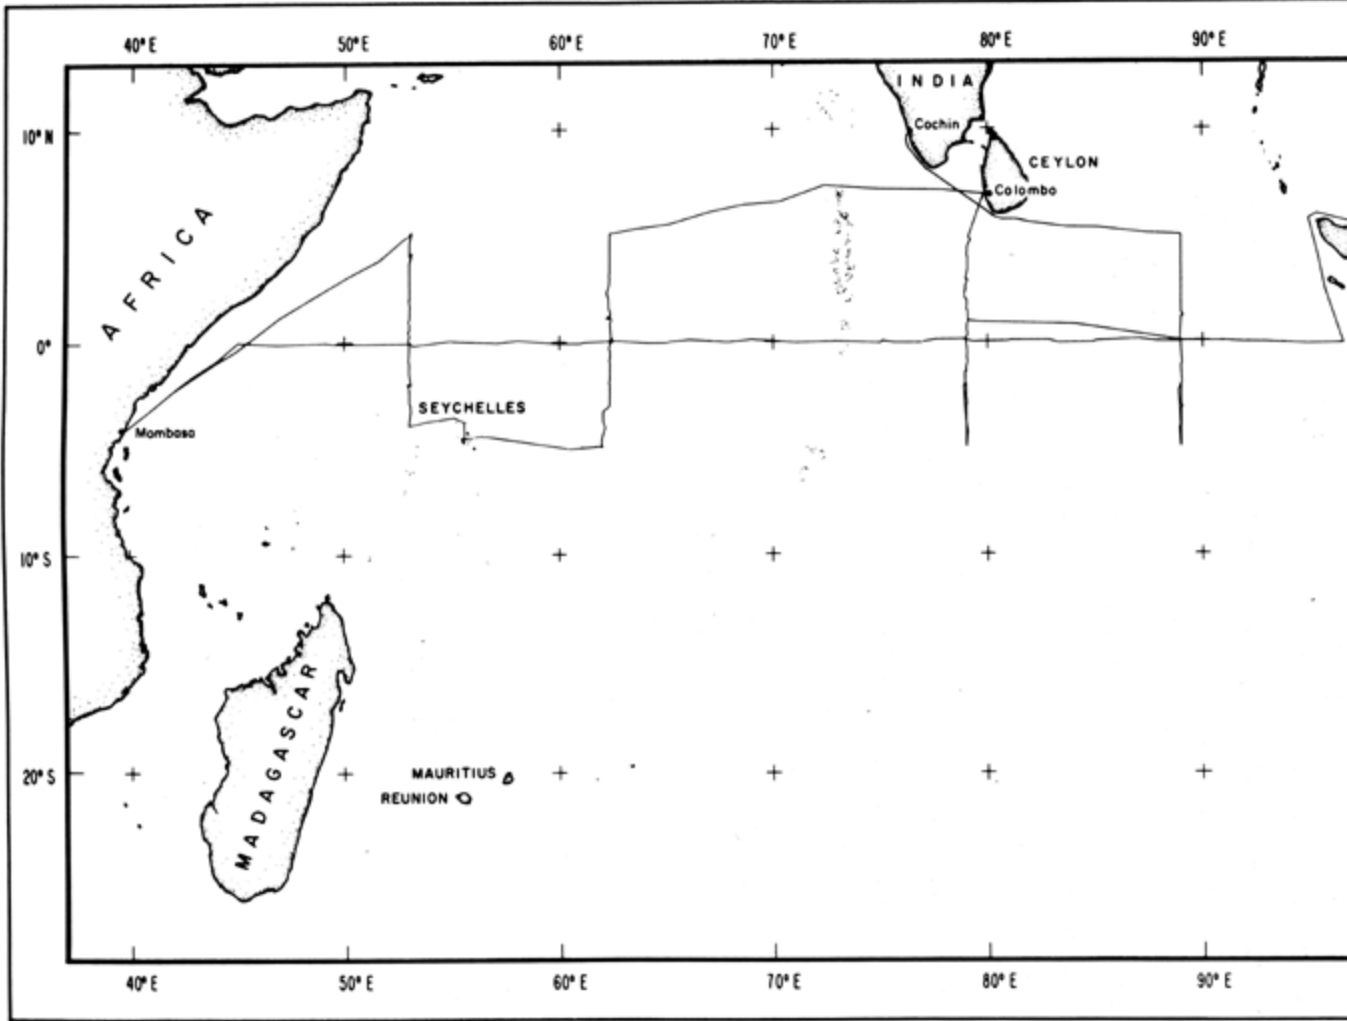 40° E 50° E 60° E 70° E 80° E 90° E
INDIA
10° N
Cochin
CEYLON
Colombo
AFRICA
0°
SEYCHELLES
Mombasa
10° S
MADAGASCAR
20° S
MAURITIUS
REUNION
40° E 50° E 60° E 70° E 80° E 90° E